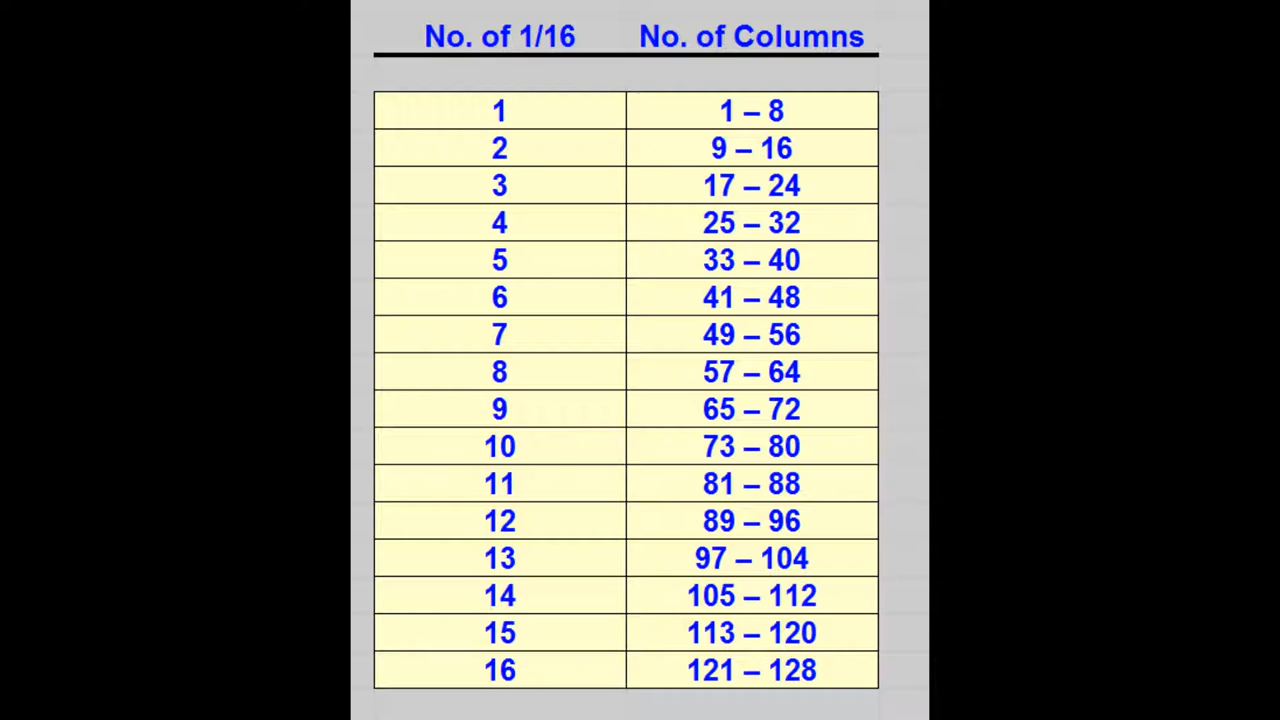 No. of 1/16 No. of Columns
1 1 – 8
2 9 – 16
3 17 – 24
4 25 – 32
5 33 – 40
6 41 – 48
7 49 – 56
8 57 – 64
9 65 – 72
10 73 – 80
11 81 – 88
12 89 – 96
13 97 – 104
14 105 – 112
15 113 – 120
16 121 – 128